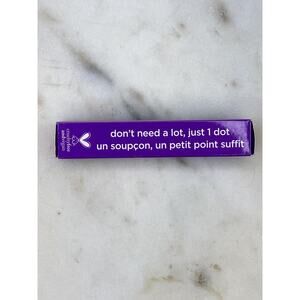 don't need a lot, just 1 dot
un soupçon, un petit point suffit